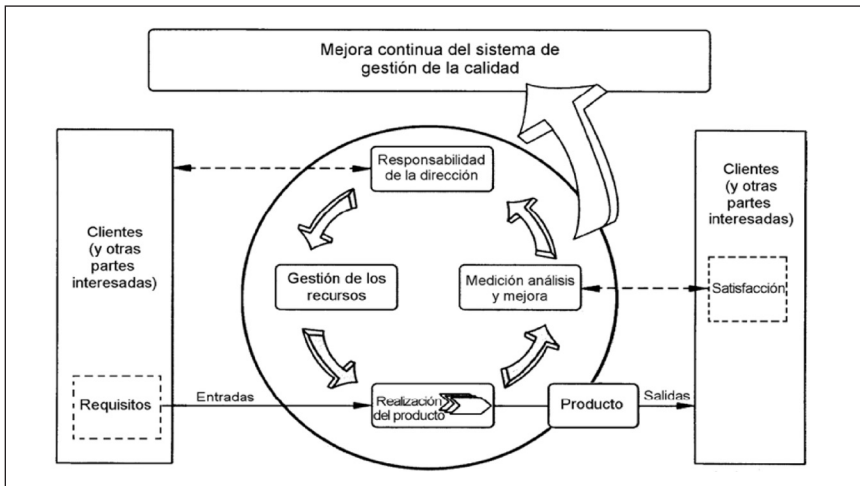 Mejora continua del sistema de
gestión de la calidad
Responsabilidad
de la dirección
Clientes
(y otras
partes
interesadas)
Clientes
(y otras
partes
interesadas)
Gestión de los
recursos
Medición análisis
y mejora
Satisfacción
Requisitos
Entradas
Realización
del producto
Producto
Salidas